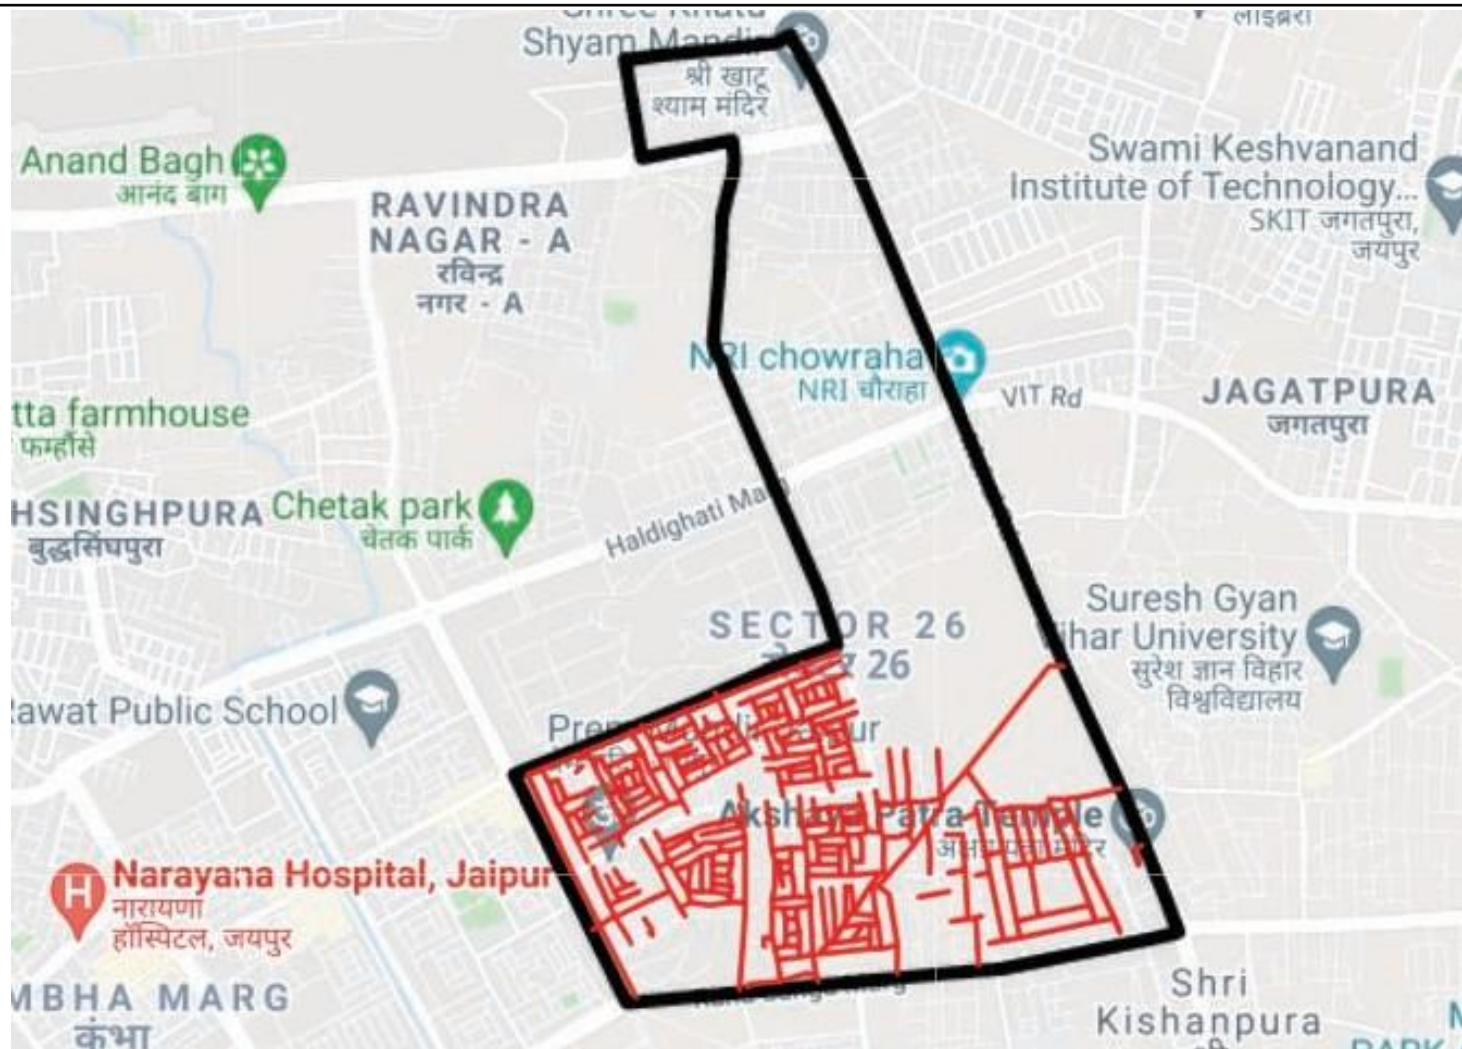 Shyam Mandir
श्री खाटू
श्याम मंदिर
लाइब्रेरी
Anand Bagh
आनंद बाग
RAVINDRA
NAGAR - A
रविन्द्र
नगर - A
Swami Keshvanand
Institute of Technology...
SKIT जगतपुरा,
जयपुर
NRI chowraha
NRI चौराहा
VIT Rd
JAGATPURA
जगतपुरा
tta farmhouse
फार्महौसे
HSINGHPURA
बुद्धसिंघपुरा
Chetak park
चेतक पार्क
Haldighati Marg
SECTOR 26
26
Suresh Gyan
Vihar University
सुरेश ज्ञान विहार
विश्वविद्यालय
Rawat Public School
Akshaya Patra Temple
Narayana Hospital, Jaipur
नारायणा
हॉस्पिटल, जयपुर
MBHA MARG
कुंभा
Shri
Kishanpura